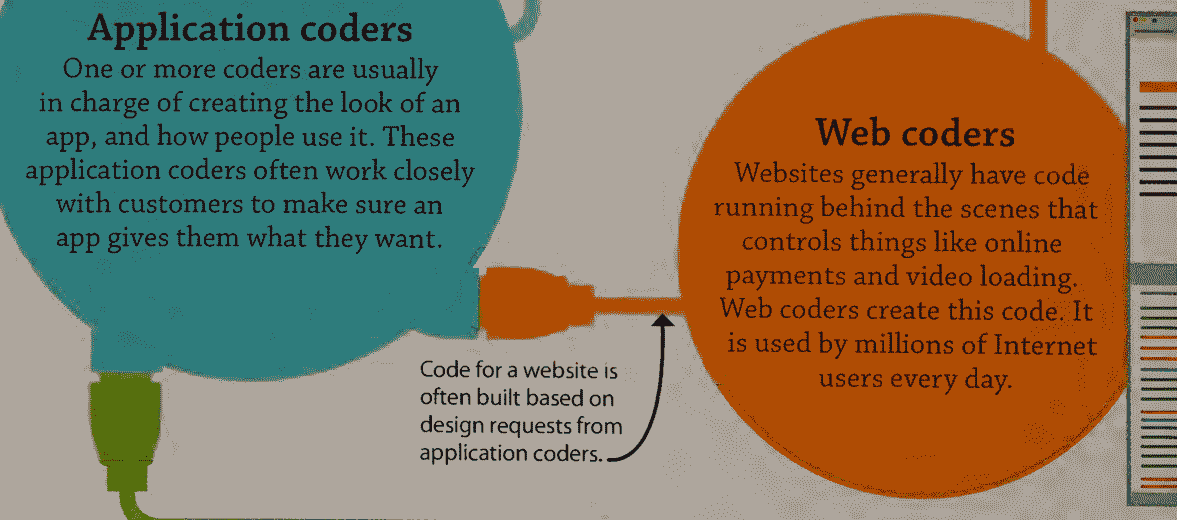 Application coders
One or more coders are usually
in charge of creating the look of an
app, and how people use it. These
application coders often work closely
with customers to make sure an
app gives them what they want.
Web coders
Websites generally have code
running behind the scenes that
controls things like online
payments and video loading.
Web coders create this code. It
is used by millions of Internet
users every day.
Code for a website is
often built based on
design requests from
application coders.